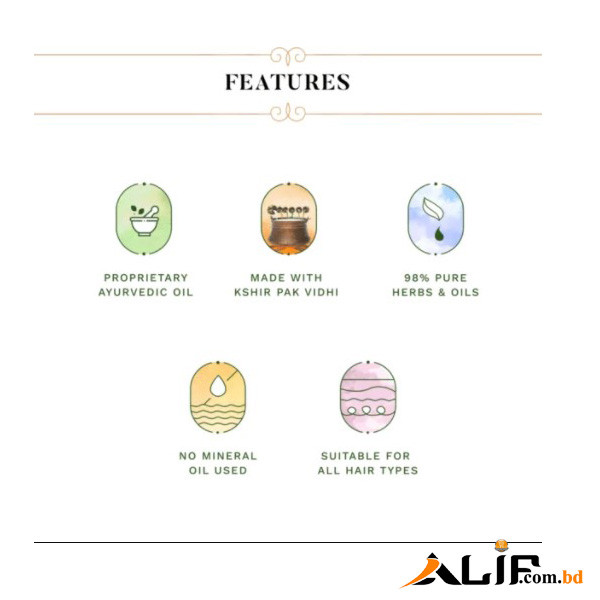 FEATURES
PROPRIETARY
AYURVEDIC OIL
MADE WITH
KSHIR PAK VIDHI
98% PURE
HERBS & OILS
NO MINERAL
OIL USED
SUITABLE FOR
ALL HAIR TYPES
ALIF.com.bd